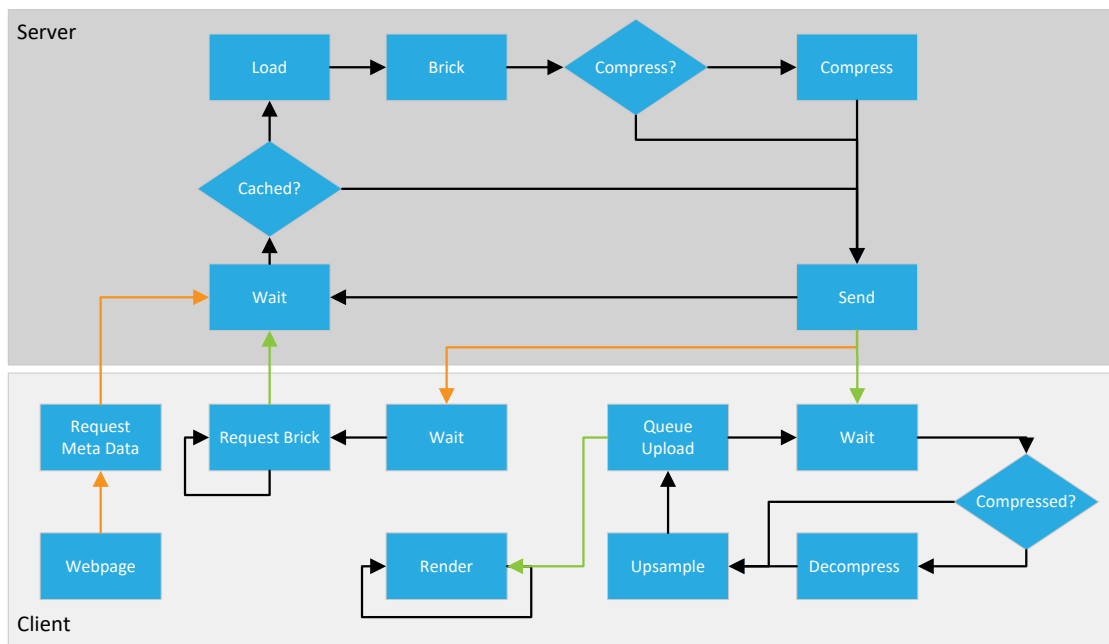 Server
Load
Brick
Compress?
Compress
Cached?
Wait
Send
Request
Meta Data
Request Brick
Wait
Queue
Upload
Wait
Compressed?
Webpage
Render
Upsample
Decompress
Client